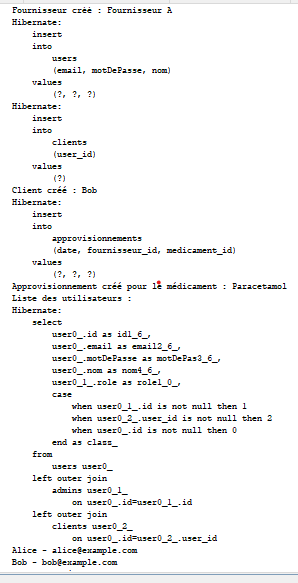 Fournisseur créé : Fournisseur A
Hibernate:
    insert
    into
        users
        (email, motDePasse, nom)
    values
        (?, ?, ?)
Hibernate:
    insert
    into
        clients
        (user_id)
    values
        (?)
Client créé : Bob
Hibernate:
    insert
    into
        approvisionnements
        (date, fournisseur_id, medicament_id)
    values
        (?, ?, ?)
Approvisionnement créé pour le médicament : Paracetamol
Liste des utilisateurs :
Hibernate:
    select
        user0_.id as id1_6_,
        user0_.email as email2_6_,
        user0_.motDePasse as motDePas3_6_,
        user0_.nom as nom4_6_,
        user0_1_.role as role1_0_,
        case
            when user0_1_.id is not null then 1
            when user0_2_.user_id is not null then 2
            when user0_.id is not null then 0
        end as class_
    from
        users user0_
    left outer join
        admins user0_1_
            on user0_.id=user0_1_.id
    left outer join
        clients user0_2_
            on user0_.id=user0_2_.user_id
Alice - alice@example.com
Bob - bob@example.com